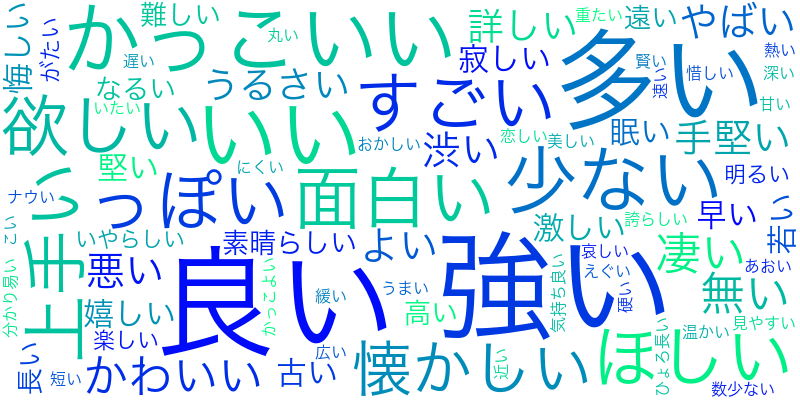 難しい
詳しい
重たい
遠い
やばい
悔しい
がたい
かっこいい
丸い
遅い
寂しい
多い
賢い
熱い
速い
惜しい
深い
なるい
うるさい
すごい
甘い
いたい
欲しい
いい
渋い
おかしい
恋しい
美しい
眠い
手堅い
堅い
にくい
面白い
少ない
明るい
ナウい
っぽい
上手い
誇らしい
早い
若い
激しい
こい
いやらしい
素晴らしい
よい
凄い
悪い
良い
強い
哀しい
えぐい
あおい
分かり易い
嬉しい
かっこよい
緩い
うまい
高い
気持ち良い
硬い
無い
楽しい
温かい
見やすい
ほしい
長い
短い
かわいい
古い
広い
懐かしい
近い
ひょろ長い
数少ない